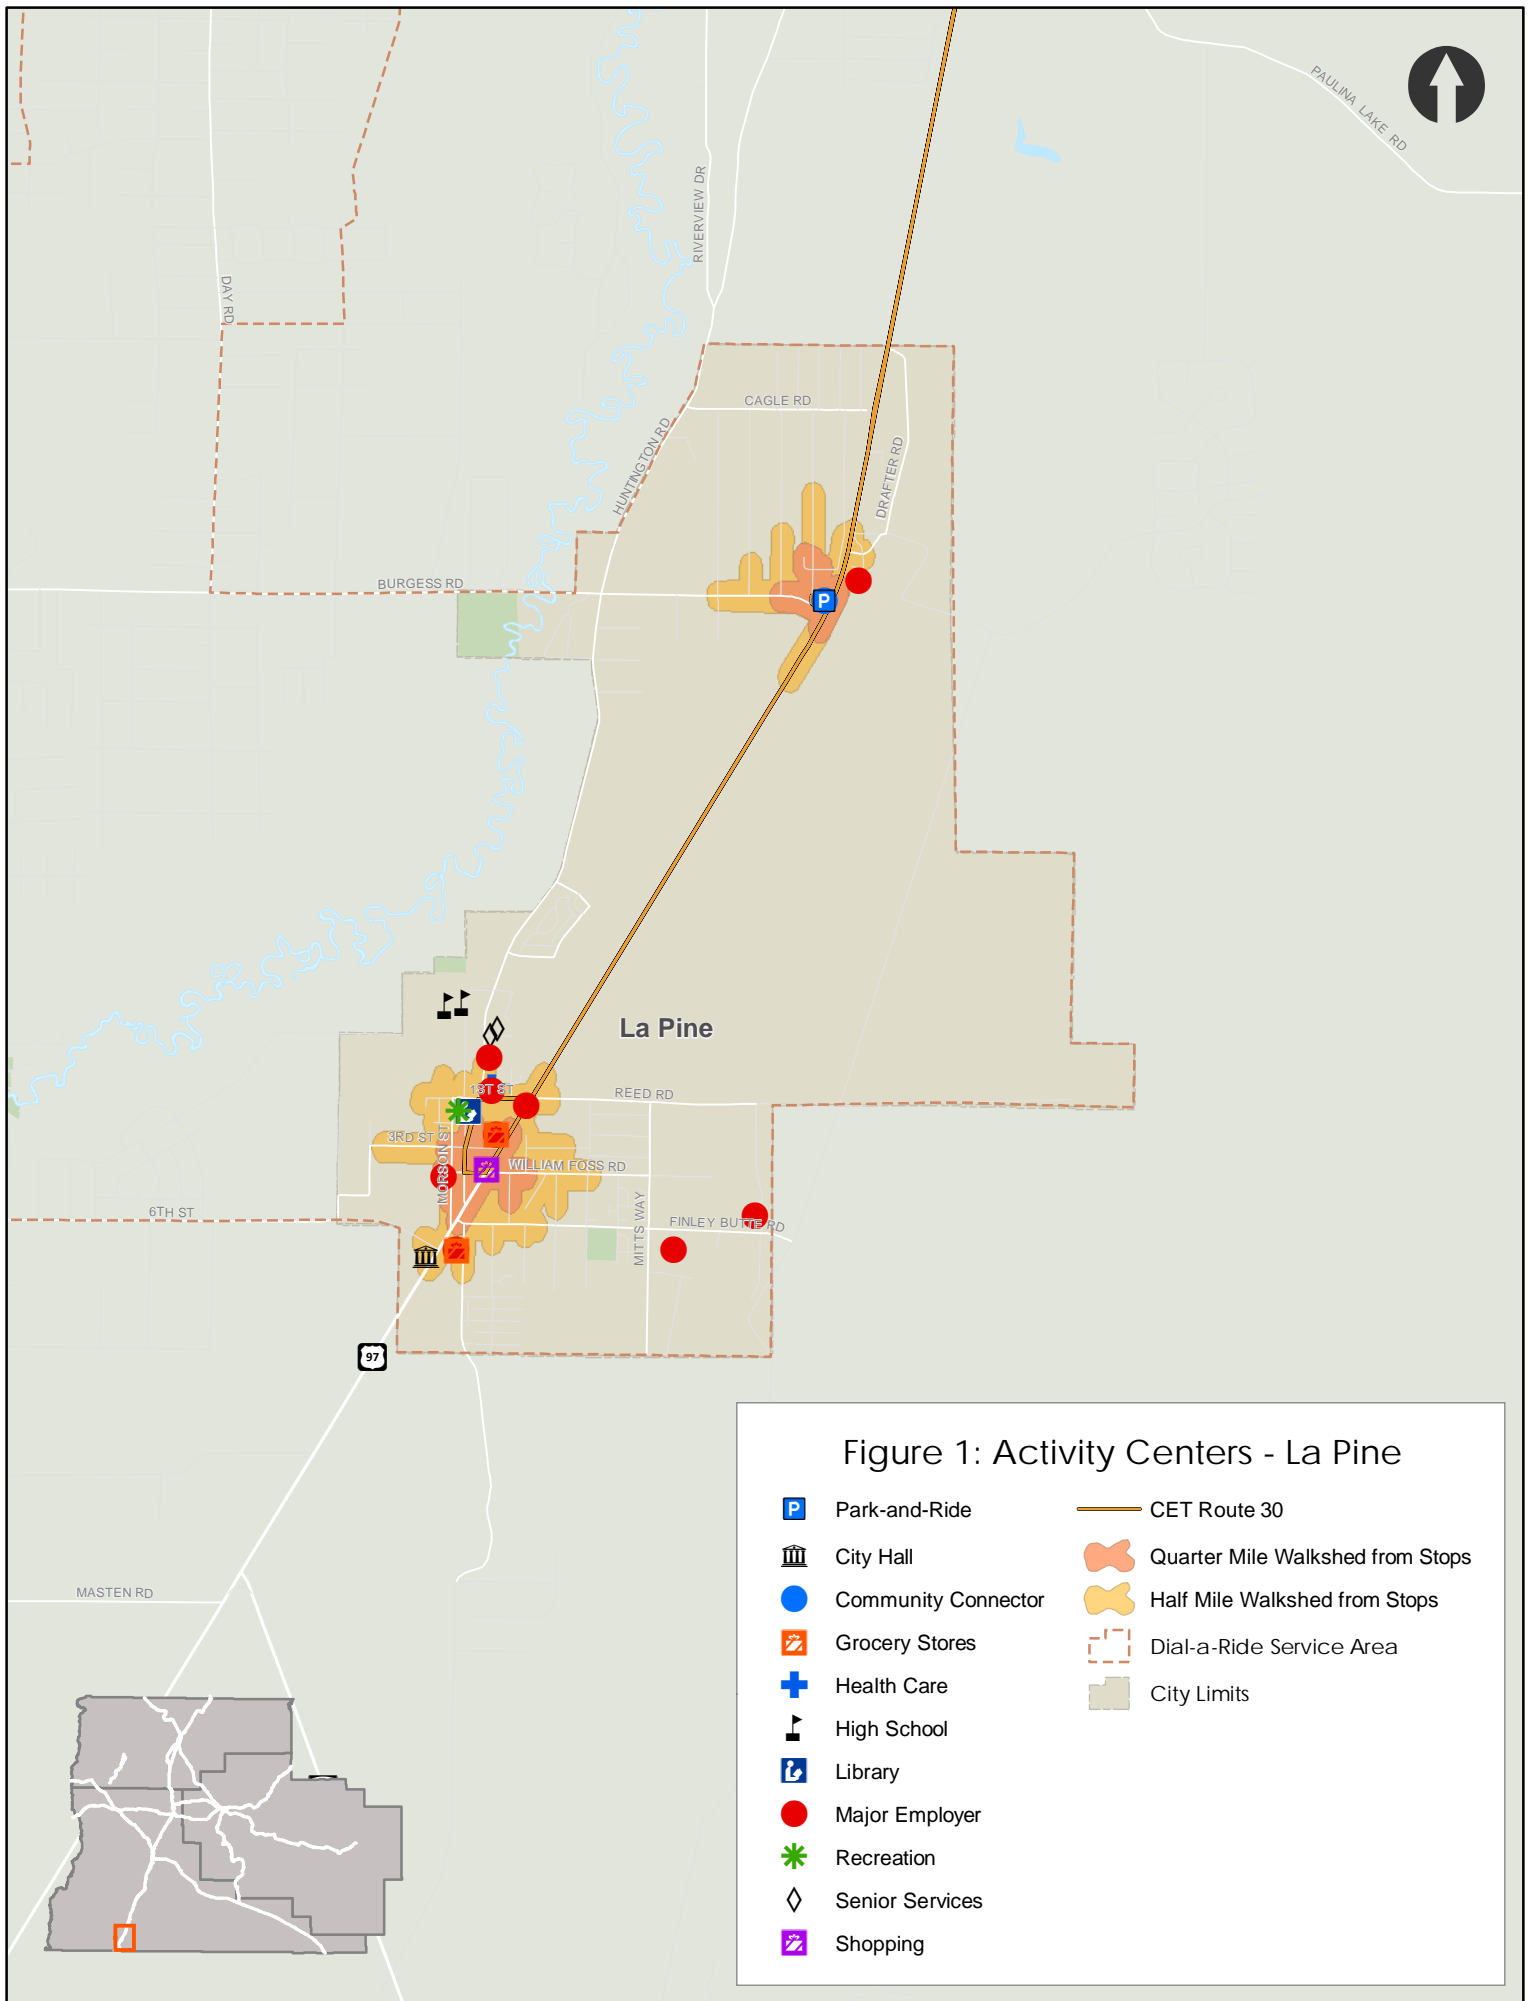 PAULINA LAKE RD
RIVERVIEW DR
DAY RD
CAGLE RD
HUNTINGTON RD
DRAFTER RD
BURGESS RD
P
La Pine
1ST ST
REED RD
3RD ST
MORSON ST
WILLIAM FOSS RD
6TH ST
MITTS WAY
FINLEY BUTTE RD
97
MASTEN RD
Figure 1: Activity Centers - La Pine
P Park-and-Ride
City Hall
Community Connector
Grocery Stores
Health Care
High School
Library
Major Employer
Recreation
Senior Services
Shopping
CET Route 30
Quarter Mile Walkshed from Stops
Half Mile Walkshed from Stops
Dial-a-Ride Service Area
City Limits